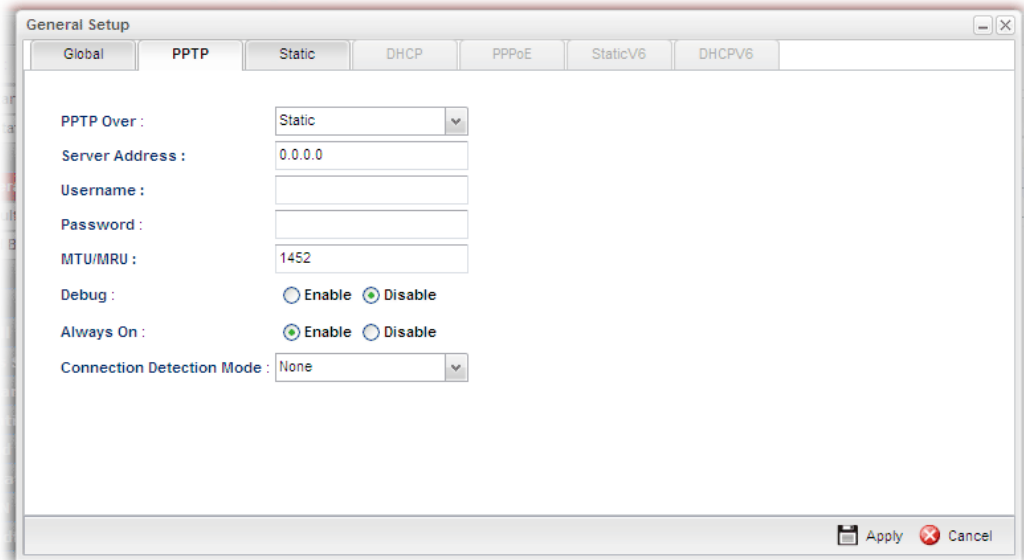 General Setup
Global PPTP Static DHCP PPPoE StaticV6 DHCPV6
PPTP Over : Static
Server Address : 0.0.0.0
Username :
Password :
MTU/MRU : 1452
Debug : Enable Disable
Always On : Enable Disable
Connection Detection Mode : None
Apply Cancel